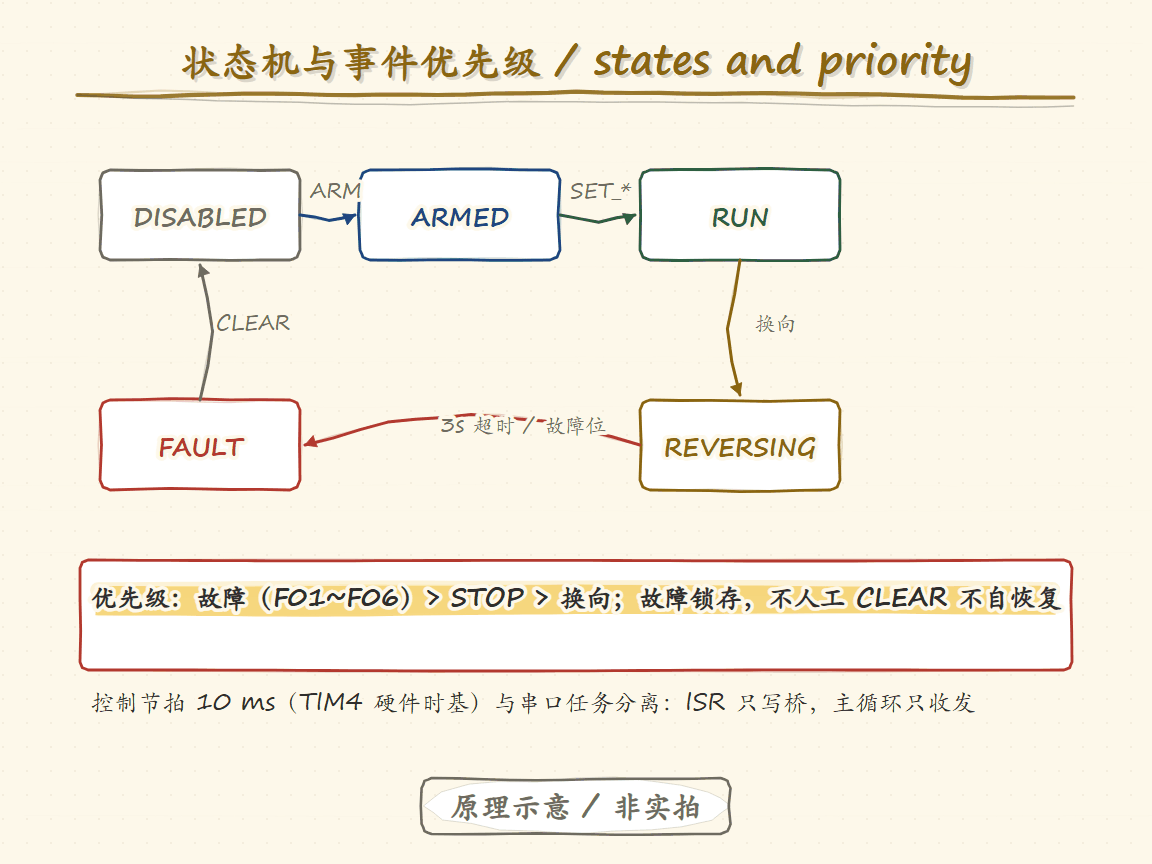 状态机与事件优先级 / states and priority
DISABLED
ARM
ARMED
SET_*
RUN
CLEAR
换向
FAULT
3s 超时 / 故障位
REVERSING
优先级：故障（F01~F06）> STOP > 换向；故障锁存，不人工 CLEAR 不自恢复
控制节拍 10 ms（TIM4 硬件时基）与串口任务分离：ISR 只写桥，主循环只收发
原理示意 / 非实拍